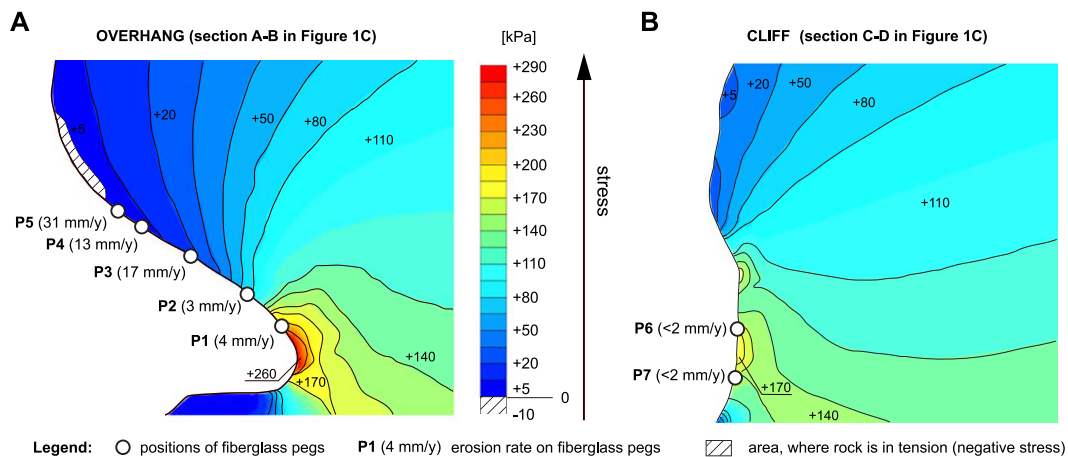 A
OVERHANG (section A-B in Figure 1C)
[kPa]
B
CLIFF (section C-D in Figure 1C)
+5
+20
+50
+80
+110
+140
+170
+260
P5 (31 mm/y)
P4 (13 mm/y)
P3 (17 mm/y)
P2 (3 mm/y)
P1 (4 mm/y)
+290
+260
+230
+200
+170
+140
+110
+80
+50
+20
+5
0
-10
stress
+5
+20
+50
+80
+110
P6 (<2 mm/y)
P7 (<2 mm/y)
+170
+140
Legend: positions of fiberglass pegs P1 (4 mm/y) erosion rate on fiberglass pegs area, where rock is in tension (negative stress)